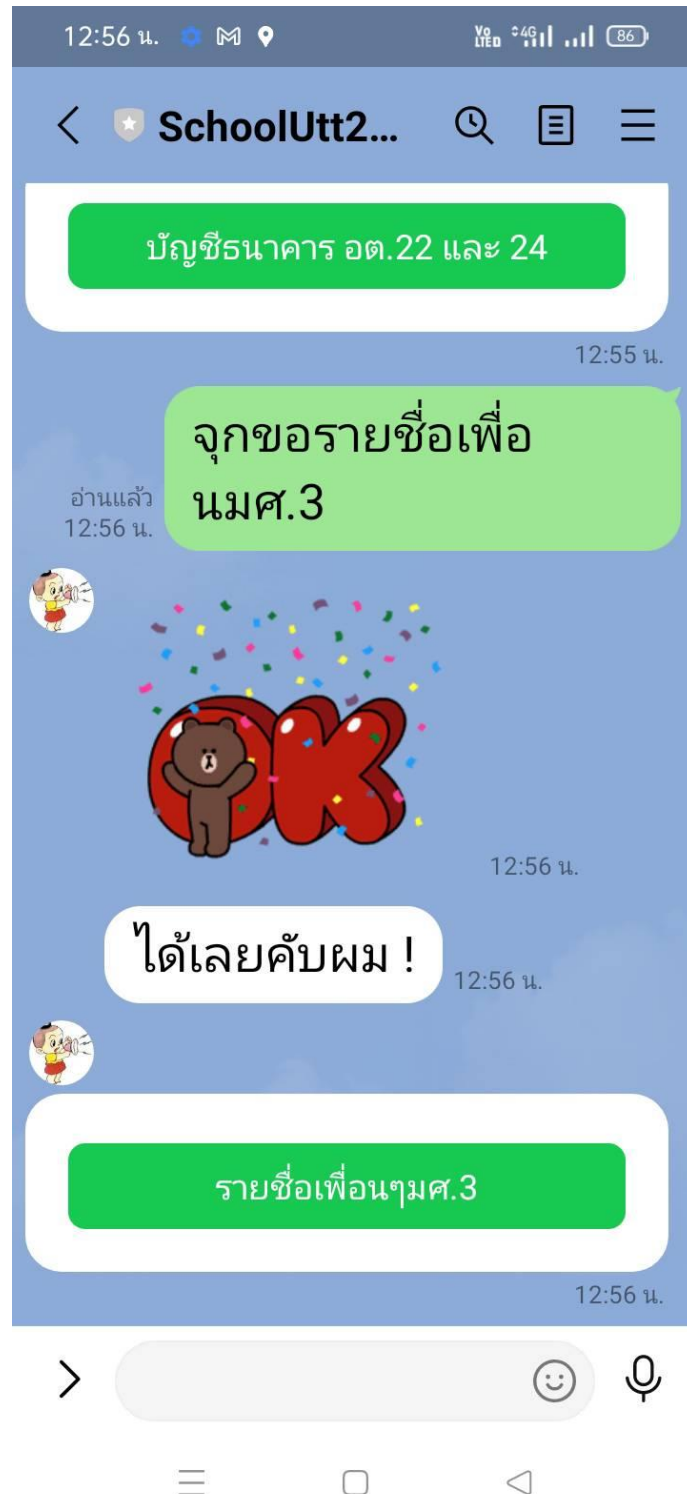 12:56 น.
Vo LTED 4G 86
SchoolUtt2...
บัญชีธนาคาร อต.22 และ 24
12:55 น.
จุกขอรายชื่อเพื่อ
นมศ.3
อ่านแล้ว
12:56 น.
OK
12:56 น.
ได้เลยคับผม !
12:56 น.
รายชื่อเพื่อนๆมศ.3
12:56 น.